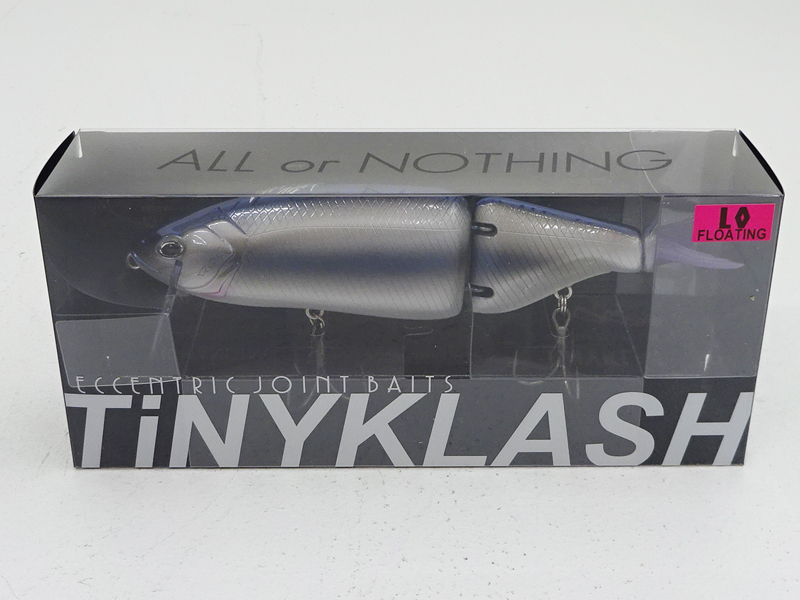 ALL or NOTHING
LO
FLOATING
ECCENTRIC JOINT BAITS
TiNYKLASH